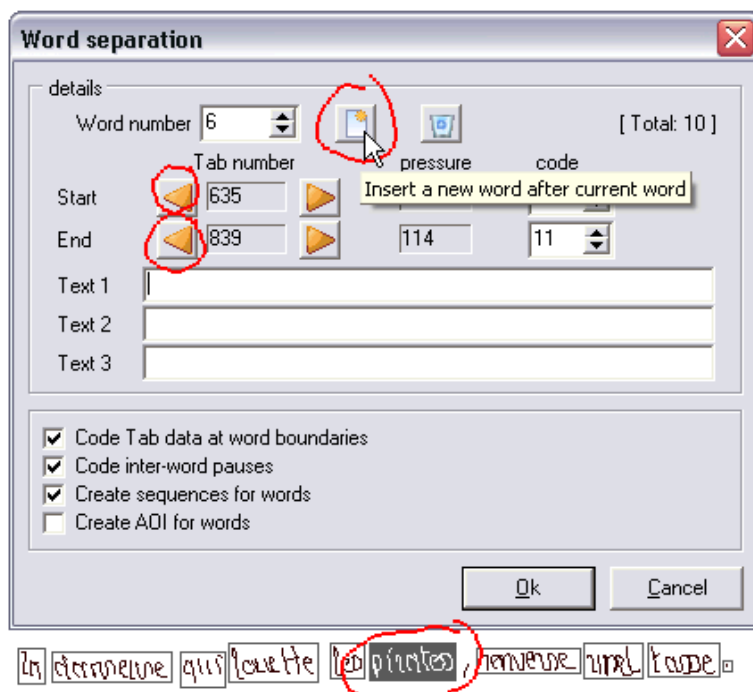 Word separation
details
Word number 6 [ Total: 10 ]
Tab number pressure code
Insert a new word after current word
Start 635
End 839 114 11
Text 1
Text 2
Text 3
Code Tab data at word boundaries
Code inter-word pauses
Create sequences for words
Create AOI for words
Ok Cancel
qui les pirates , renverse une tasse .